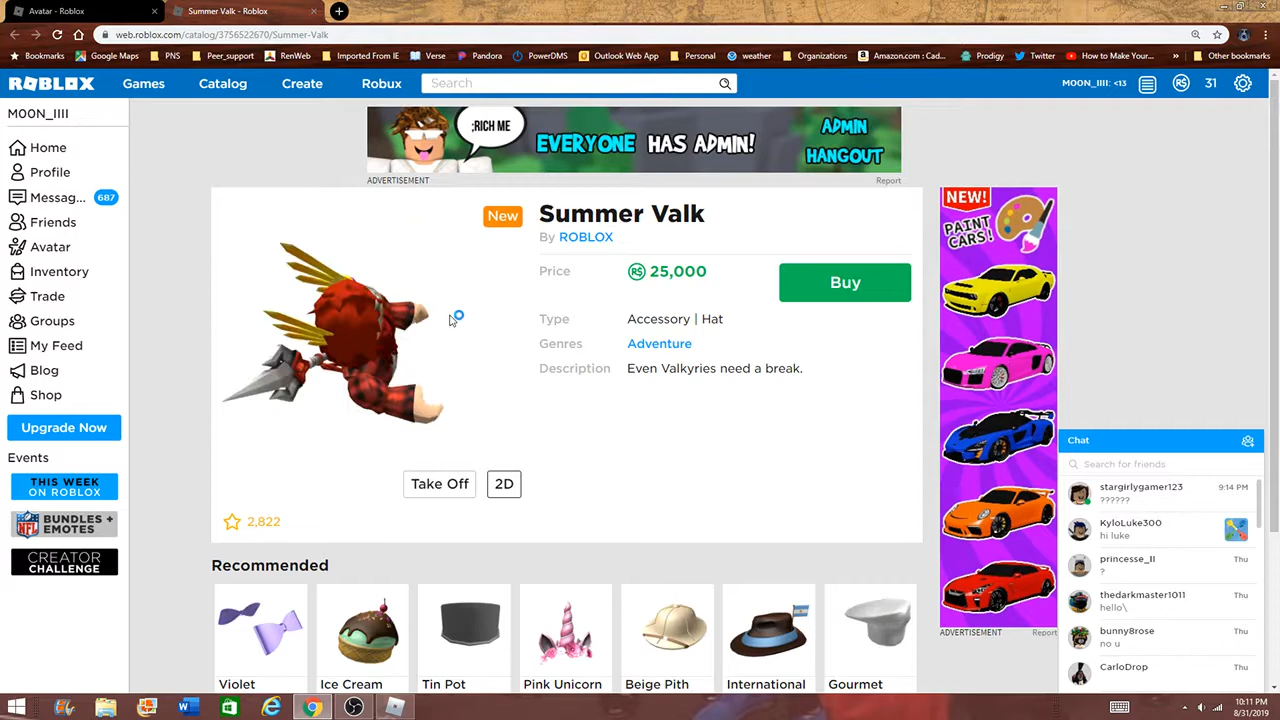 Avatar - Roblox
Summer Valk - Roblox
web.roblox.com/catalog/3756522670/Summer-Valk
Bookmarks
Google Maps
PNS
Peer_support
RenWeb
Imported From IE
Verse
Pandora
PowerDMS
Outlook Web App
Personal
weather
Organizations
Amazon.com : Cad...
Prodigy
Twitter
How to Make Your...
Other bookmarks
ROBLOX
Games
Catalog
Create
Robux
Search
M00N_IIII: <13
31
M00N_IIII
Home
Profile
Messag... 687
Friends
Avatar
Inventory
Trade
Groups
My Feed
Blog
Shop
Upgrade Now
Events
THIS WEEK
ON ROBLOX
NFL
BUNDLES +
EMOTES
CREATOR
CHALLENGE
;RICH ME
EVERYONE HAS ADMIN!
ADMIN
HANGOUT
ADVERTISEMENT
Report
New
Summer Valk
By ROBLOX
Price R$ 25,000
Buy
Type Accessory | Hat
Genres Adventure
Description Even Valkyries need a break.
Take Off
2D
2,822
Recommended
Violet
Ice Cream
Tin Pot
Pink Unicorn
Beige Pith
International
Gourmet
NEW!
PAINT
CARS!
ADVERTISEMENT
Report
Chat
Search for friends
stargirlygamer123 9:14 PM
??????
KyloLuke300
hi luke
princesse_II Thu
?
thedarkmaster1011 Thu
hello\
bunny8rose Thu
no u
CarloDrop Thu
10:11 PM
8/31/2019